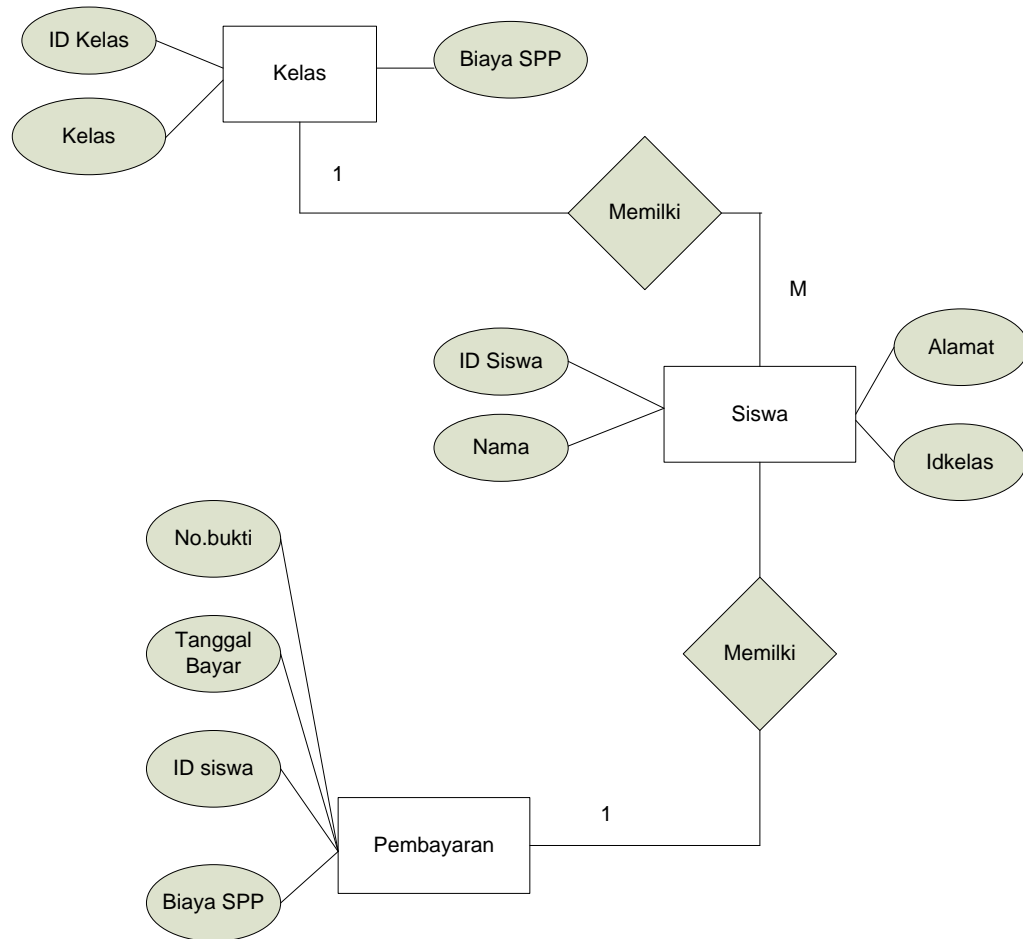 ID Kelas
Kelas
Biaya SPP
Kelas
1
Memilki
M
ID Siswa
Nama
Siswa
Alamat
Idkelas
No.bukti
Tanggal
Bayar
ID siswa
Biaya SPP
Pembayaran
1
Memilki